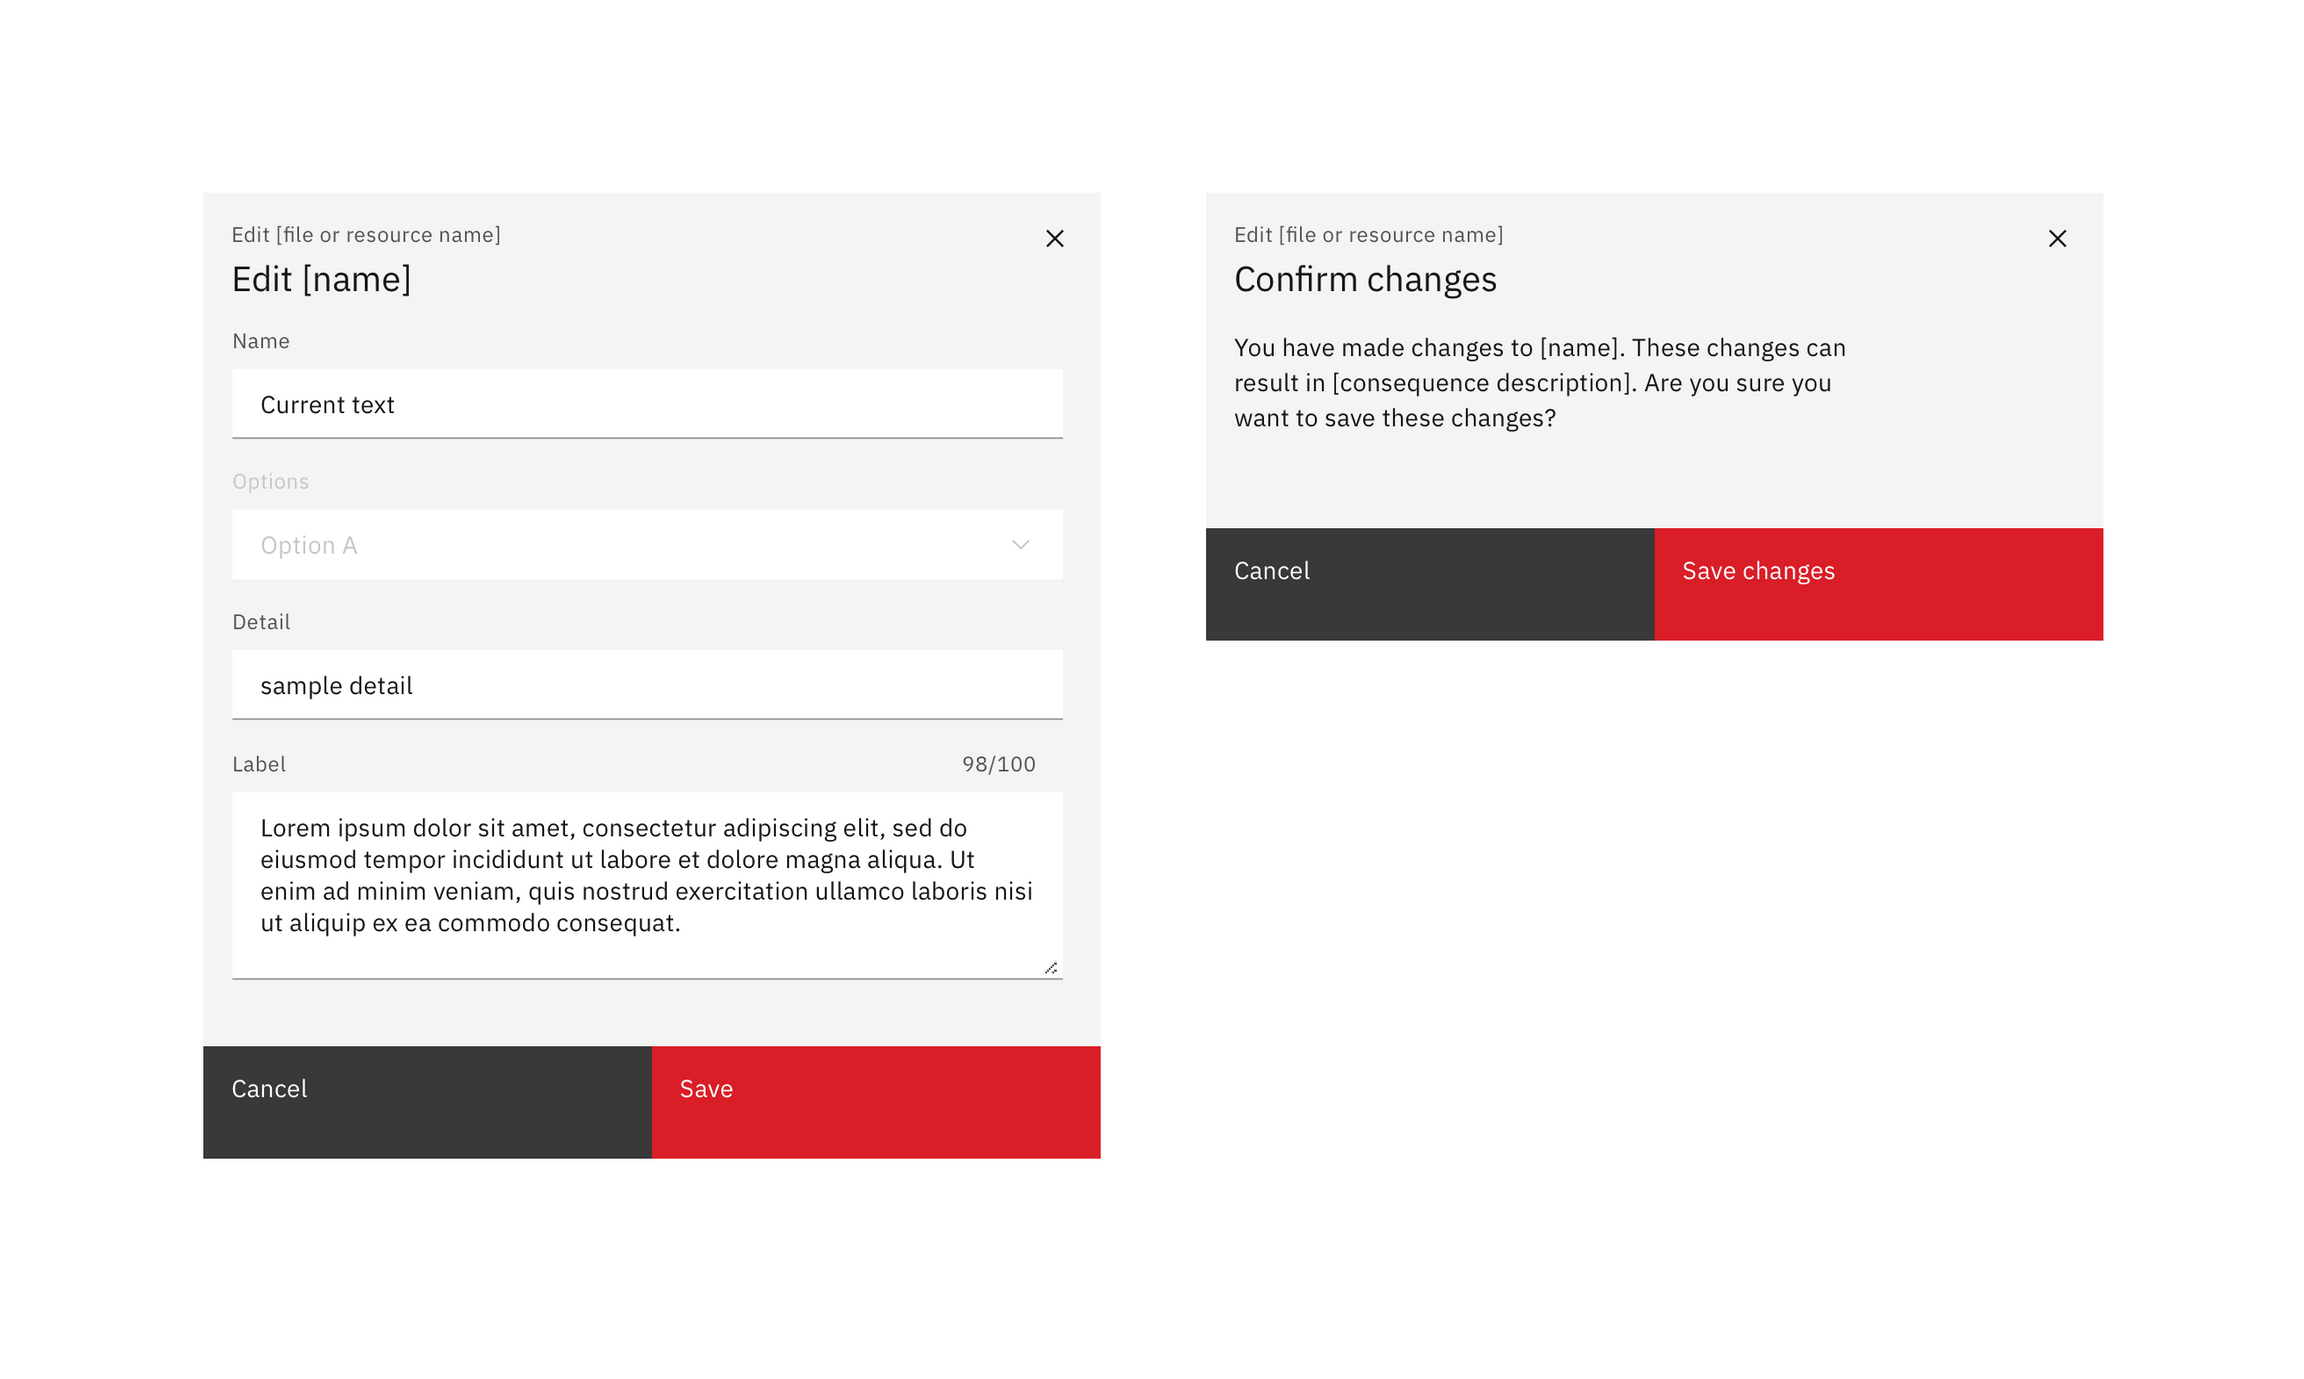 Edit [file or resource name]
Edit [name]
Name
Current text
Options
Option A
Detail
sample detail
Label
98/100
Lorem ipsum dolor sit amet, consectetur adipiscing elit, sed do
eiusmod tempor incididunt ut labore et dolore magna aliqua. Ut
enim ad minim veniam, quis nostrud exercitation ullamco laboris nisi
ut aliquip ex ea commodo consequat.
Cancel
Save
Edit [file or resource name]
Confirm changes
You have made changes to [name]. These changes can
result in [consequence description]. Are you sure you
want to save these changes?
Cancel
Save changes